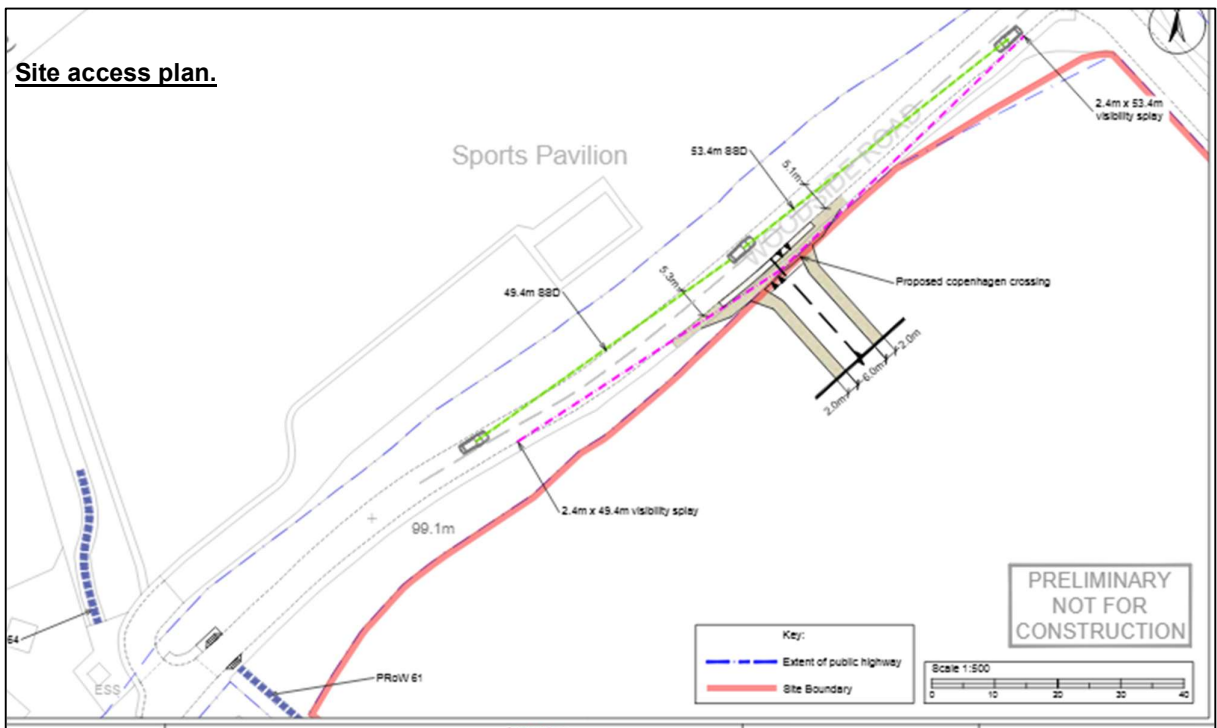 Site access plan.
2.4m x 53.4m
visibility splay
Sports Pavilion
53.4m SSD
5.1m
WOODSIDE ROAD
5.3m
49.4m SSD
Proposed copenhagen crossing
2.0m
6.0m
2.0m
2.4m x 49.4m visibility splay
99.1m
PRELIMINARY
NOT FOR
CONSTRUCTION
Key:
Extent of public highway
Site Boundary
Scale 1:500
0 10 20 30 40
64
ESS
PRoW 61